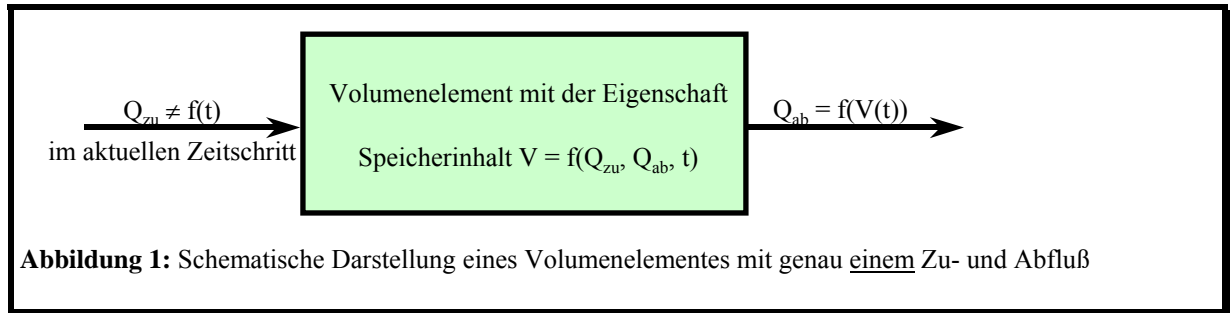 Q_zu ≠ f(t)
im aktuellen Zeitschritt
Volumenelement mit der Eigenschaft
Speicherinhalt V = f(Q_zu, Q_ab, t)
Q_ab = f(V(t))
Abbildung 1: Schematische Darstellung eines Volumenelementes mit genau einem Zu- und Abfluß